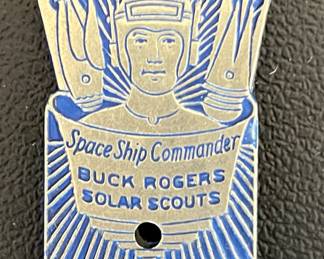 Space Ship Commander
BUCK ROGERS
SOLAR SCOUTS